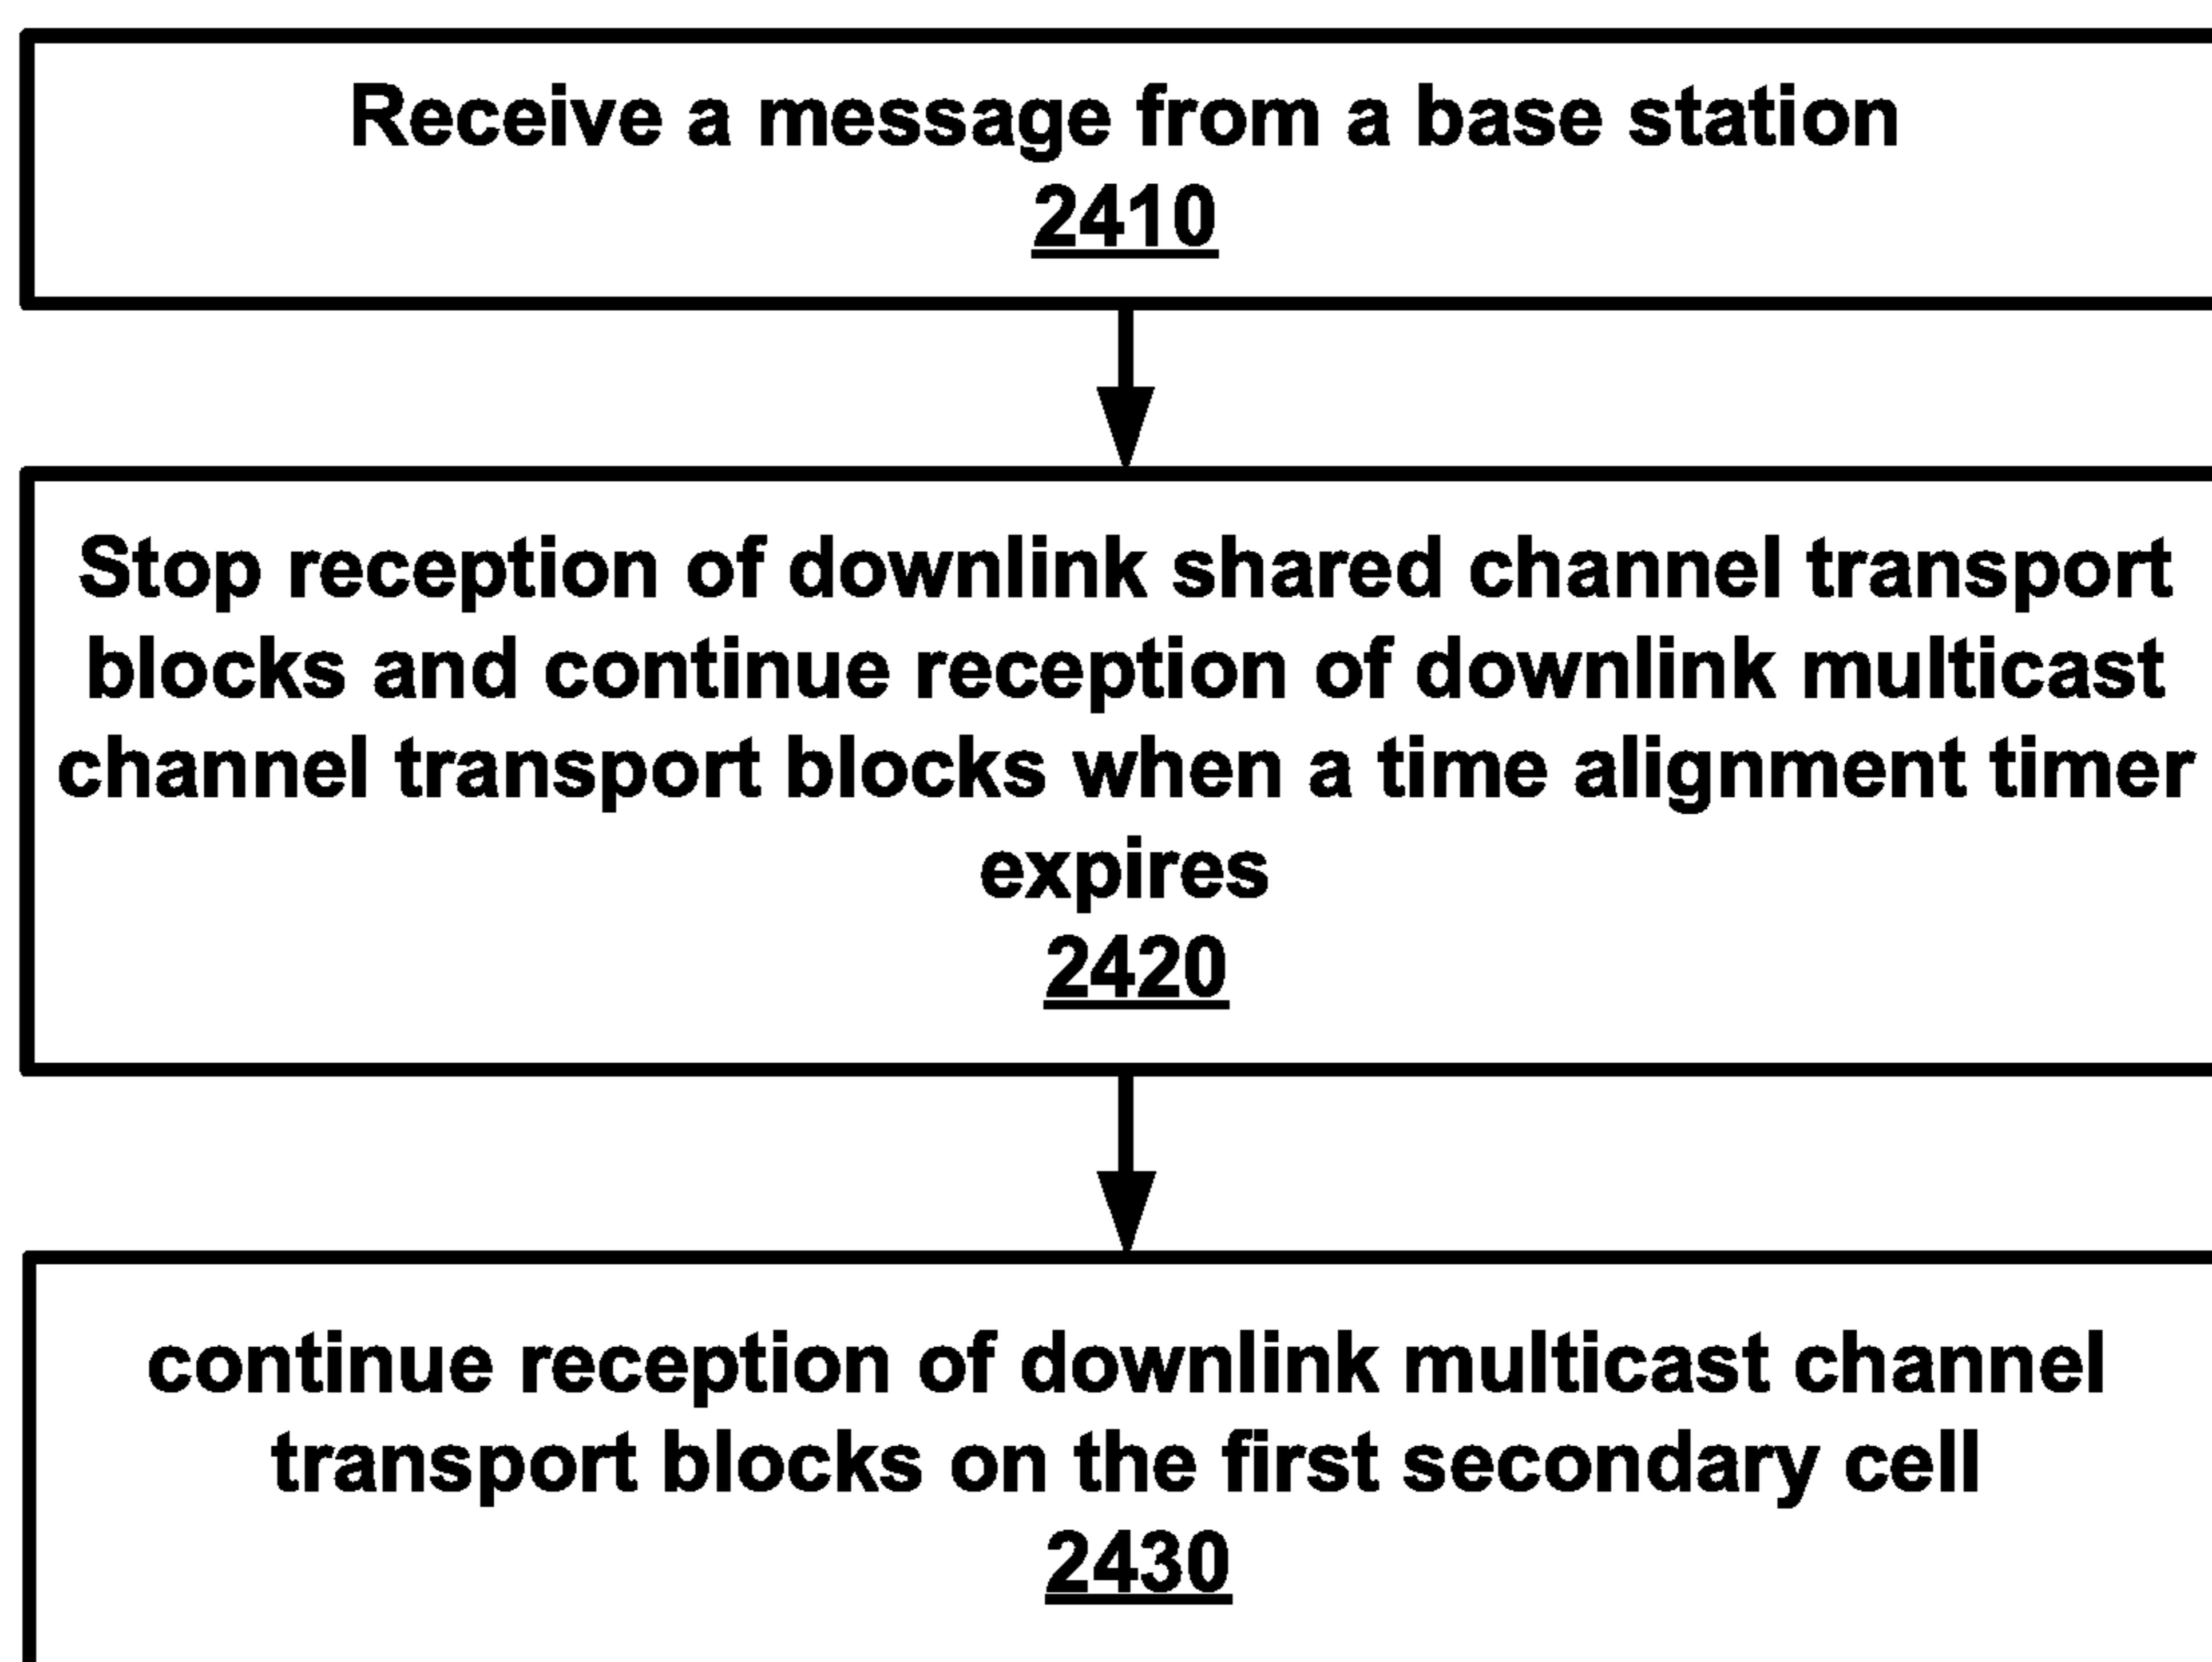 Receive a message from a base station
2410
Stop reception of downlink shared channel transport
blocks and continue reception of downlink multicast
channel transport blocks when a time alignment timer
expires
2420
continue reception of downlink multicast channel
transport blocks on the first secondary cell
2430